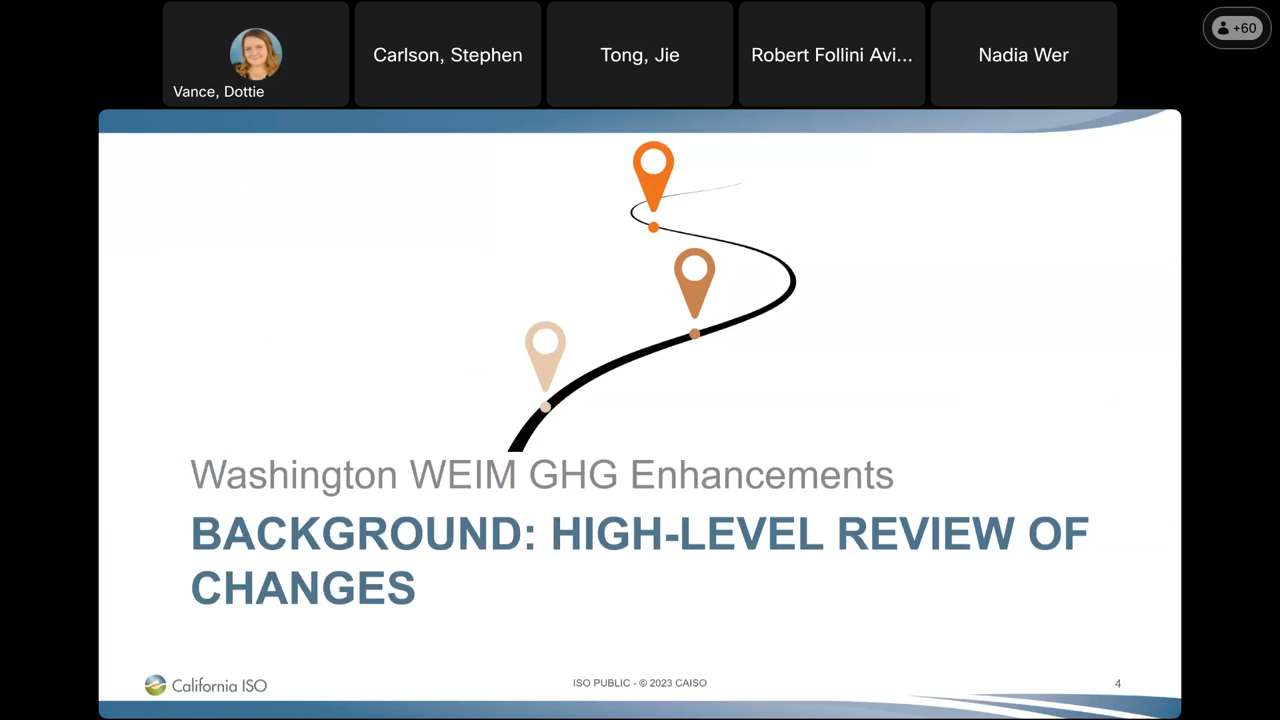 Vance, Dottie
Carlson, Stephen
Tong, Jie
Robert Follini Avi...
Nadia Wer
+60
Washington WEIM GHG Enhancements
BACKGROUND: HIGH-LEVEL REVIEW OF
CHANGES
California ISO
ISO PUBLIC - © 2023 CAISO
4